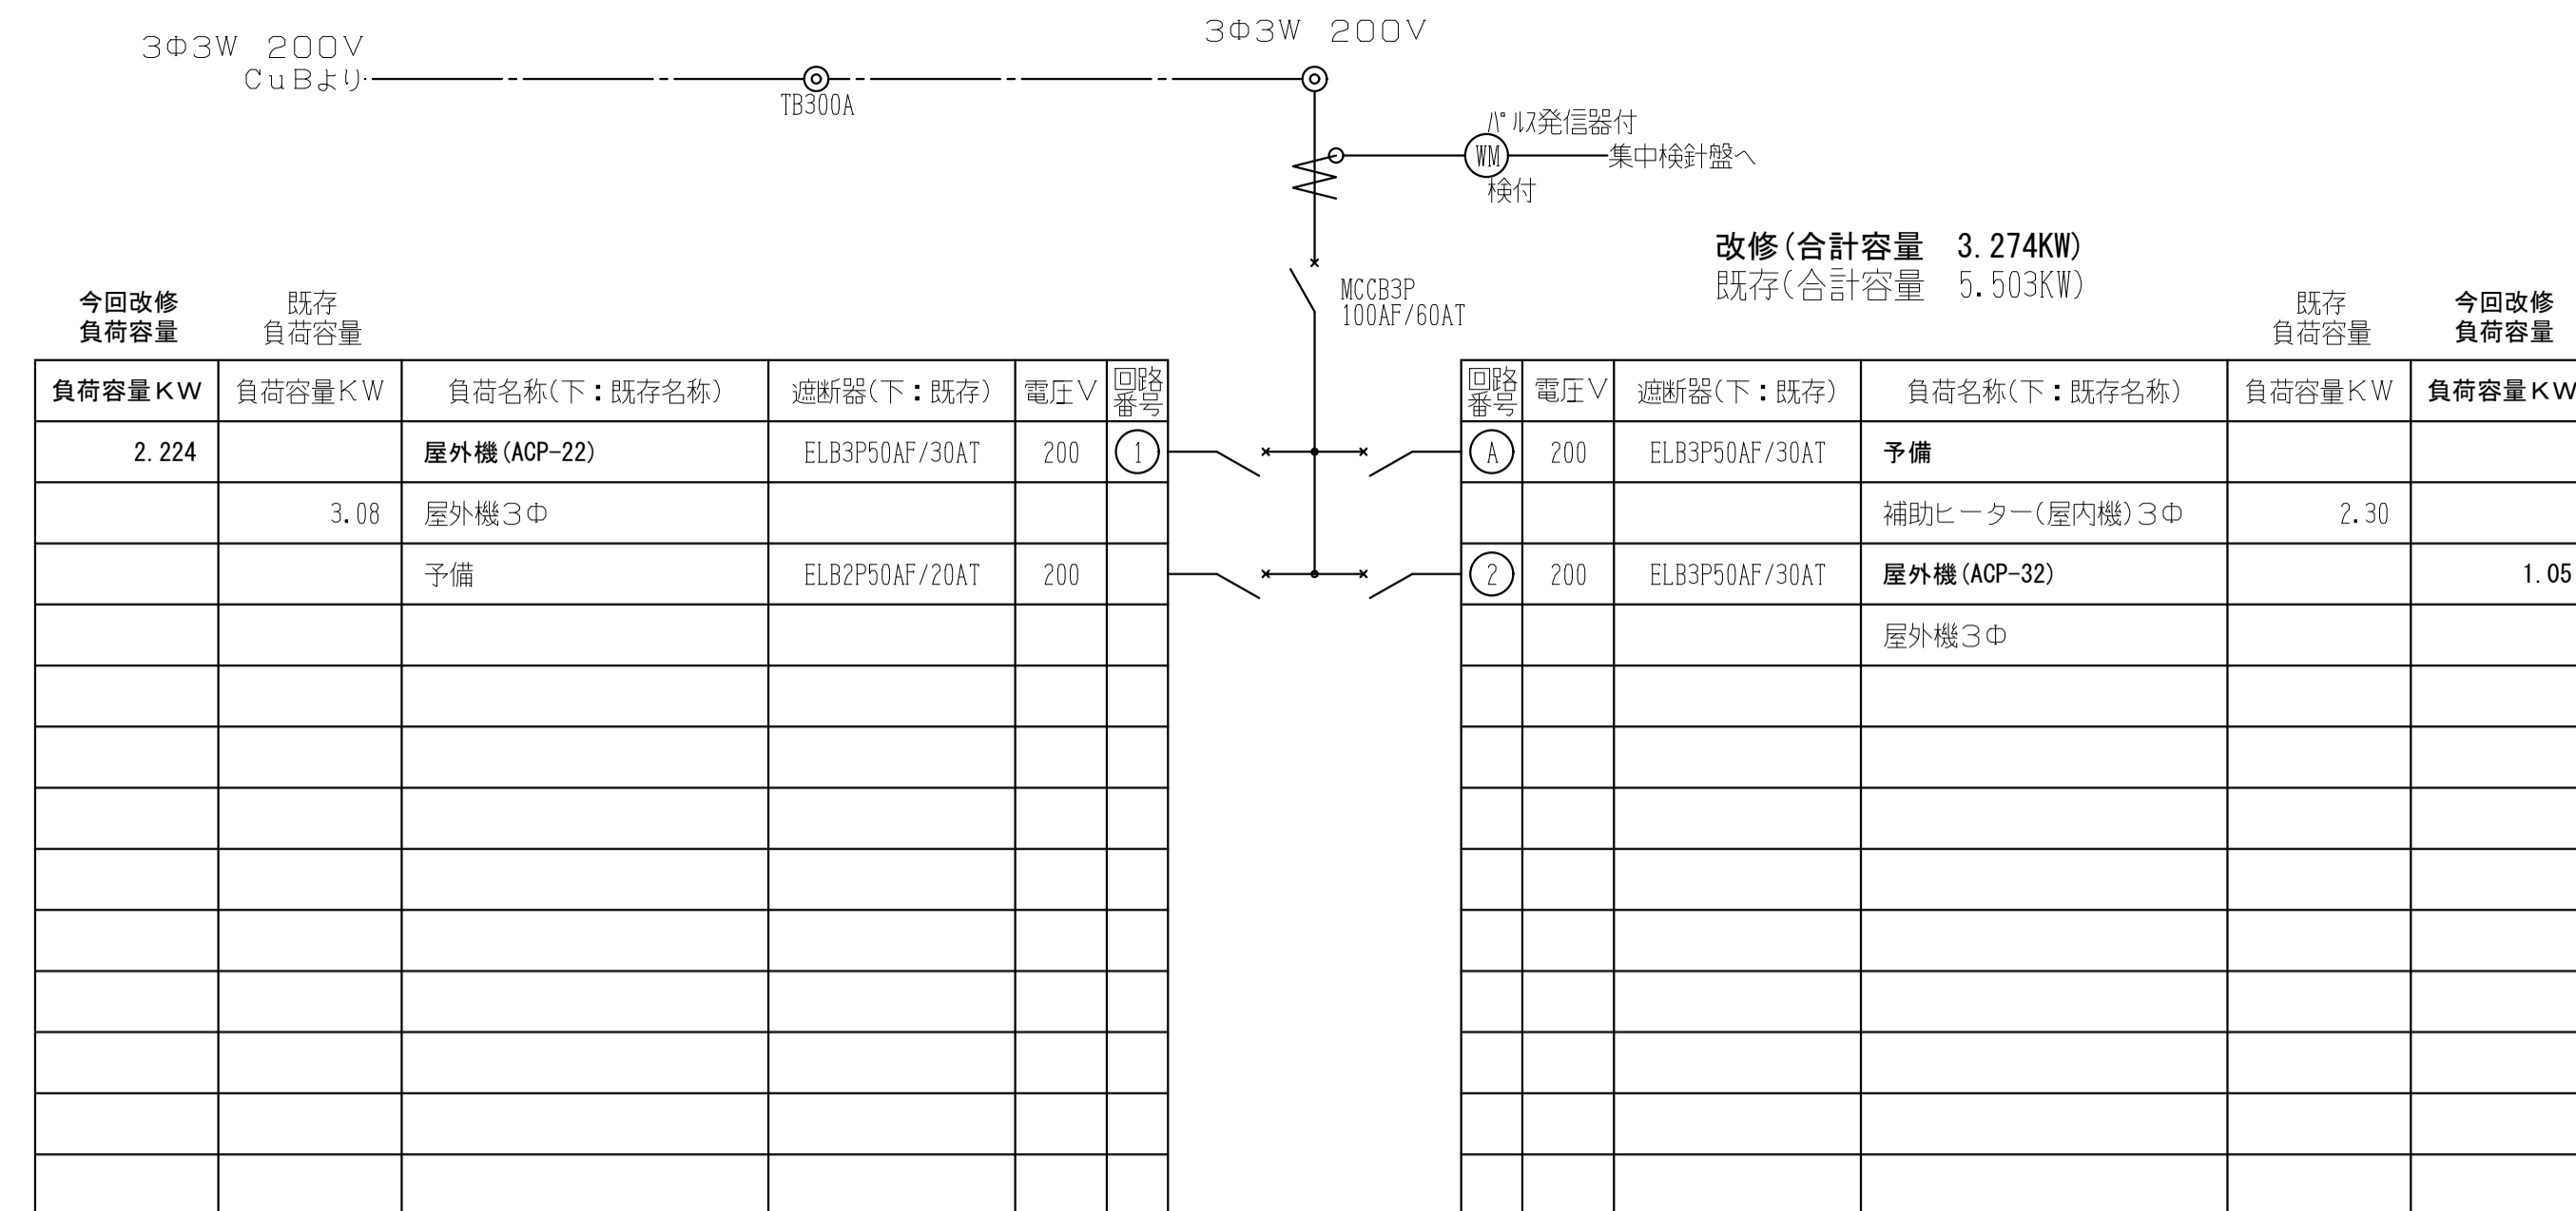 3Φ3W 200V
3Φ3W 200V
CuBより
TB300A
パルス発信器付
WM
集中検針盤へ
検付
改修(合計容量 3.274KW)
既存(合計容量 5.503KW)
MCCB3P
100AF/60AT
今回改修
負荷容量
既存
負荷容量
既存
負荷容量
今回改修
負荷容量
負荷容量KW 負荷容量KW 負荷名称(下：既存名称) 遮断器(下：既存) 電圧V 回路番号
回路番号 電圧V 遮断器(下：既存) 負荷名称(下：既存名称) 負荷容量KW 負荷容量KW
2.224 屋外機(ACP-22) ELB3P50AF/30AT 200 1
A 200 ELB3P50AF/30AT 予備
3.08 屋外機3Φ
補助ヒーター(屋内機)3Φ 2.30
予備 ELB2P50AF/20AT 200
2 200 ELB3P50AF/30AT 屋外機(ACP-32) 1.05
屋外機3Φ